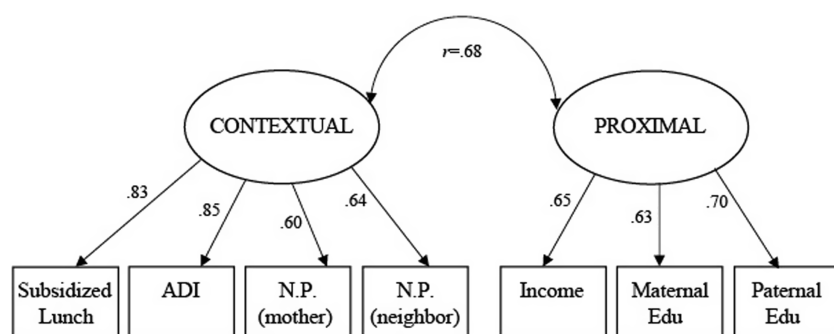 r=.68
CONTEXTUAL
PROXIMAL
.83
.85
.60
.64
.65
.63
.70
Subsidized
Lunch
ADI
N.P.
(mother)
N.P.
(neighbor)
Income
Maternal
Edu
Paternal
Edu